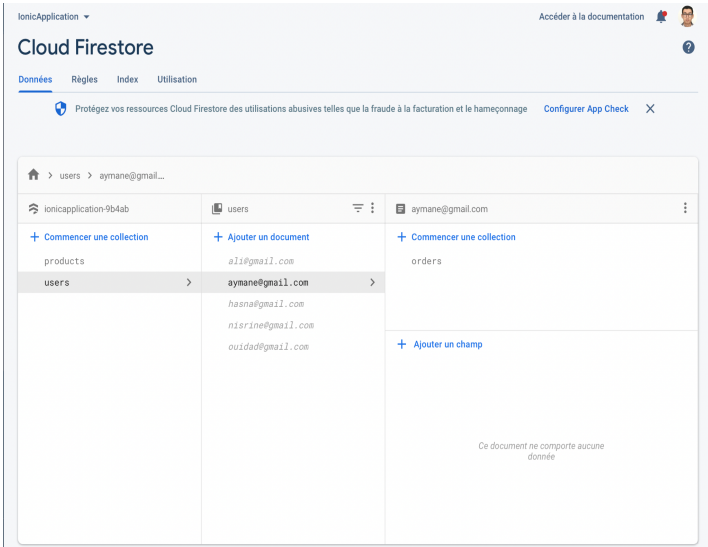 IonicApplication
Accéder à la documentation
Cloud Firestore
Données Règles Index Utilisation
Protégez vos ressources Cloud Firestore des utilisations abusives telles que la fraude à la facturation et le hameçonnage Configurer App Check
users > aymane@gmail...
ionicapplication-9b4ab
users
aymane@gmail.com
+ Commencer une collection
+ Ajouter un document
+ Commencer une collection
products
ali@gmail.com
orders
users
aymane@gmail.com
hasna@gmail.com
nisrine@gmail.com
ouidad@gmail.com
+ Ajouter un champ
Ce document ne comporte aucune
donnée